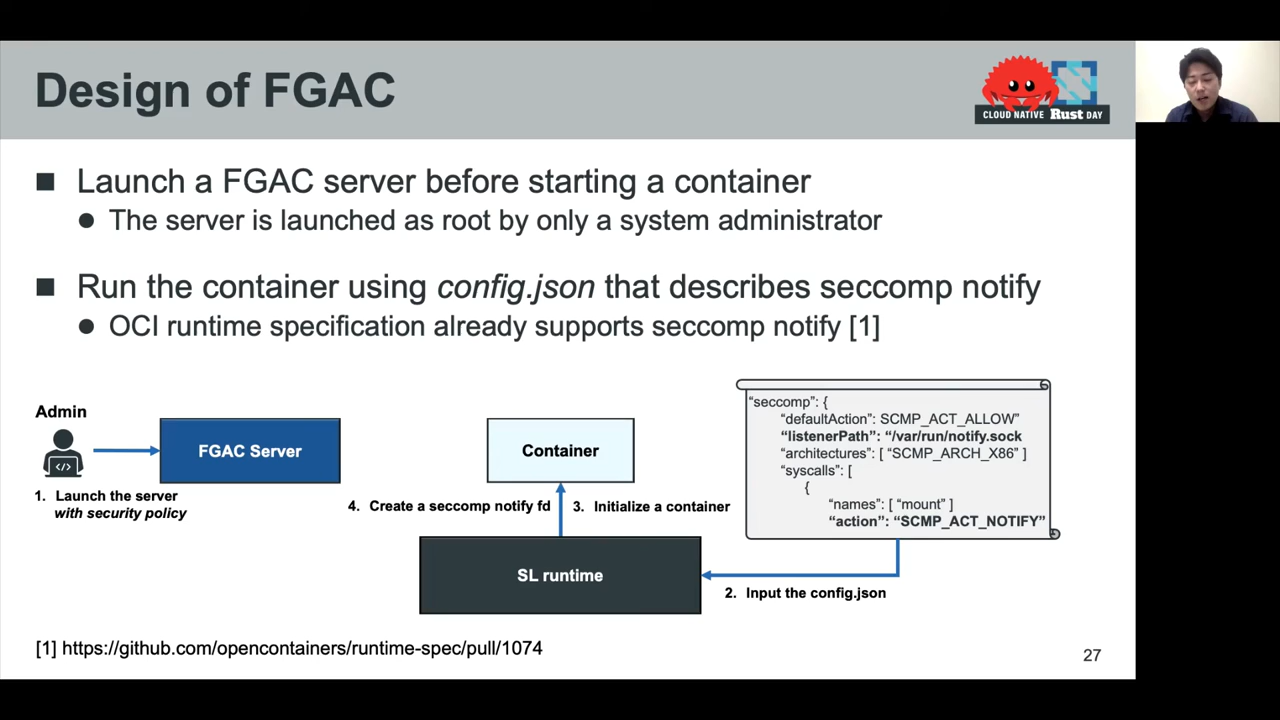 Design of FGAC
CLOUD NATIVE Rust DAY
■ Launch a FGAC server before starting a container
● The server is launched as root by only a system administrator
■ Run the container using config.json that describes seccomp notify
● OCI runtime specification already supports seccomp notify [1]
Admin
FGAC Server
1. Launch the server
with security policy
Container
4. Create a seccomp notify fd
3. Initialize a container
SL runtime
“seccomp”: {
“defaultAction”: SCMP_ACT_ALLOW”
“listenerPath”: “/var/run/notify.sock
“architectures”: [ “SCMP_ARCH_X86” ]
“syscalls”: [
{
“names”: [ “mount” ]
“action”: “SCMP_ACT_NOTIFY”
2. Input the config.json
[1] https://github.com/opencontainers/runtime-spec/pull/1074
27